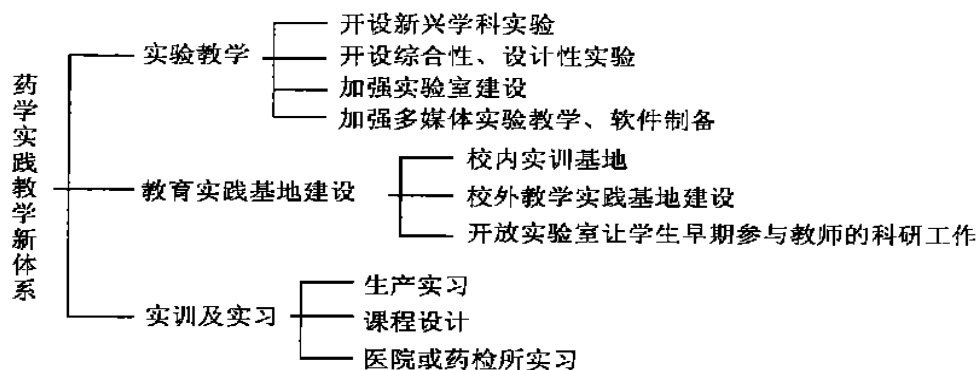 药学实践教学新体系
实验教学
开设新兴学科实验
开设综合性、设计性实验
加强实验室建设
加强多媒体实验教学、软件制备
教育实践基地建设
校内实训基地
校外教学实践基地建设
开放实验室让学生早期参与教师的科研工作
实训及实习
生产实习
课程设计
医院或药检所实习